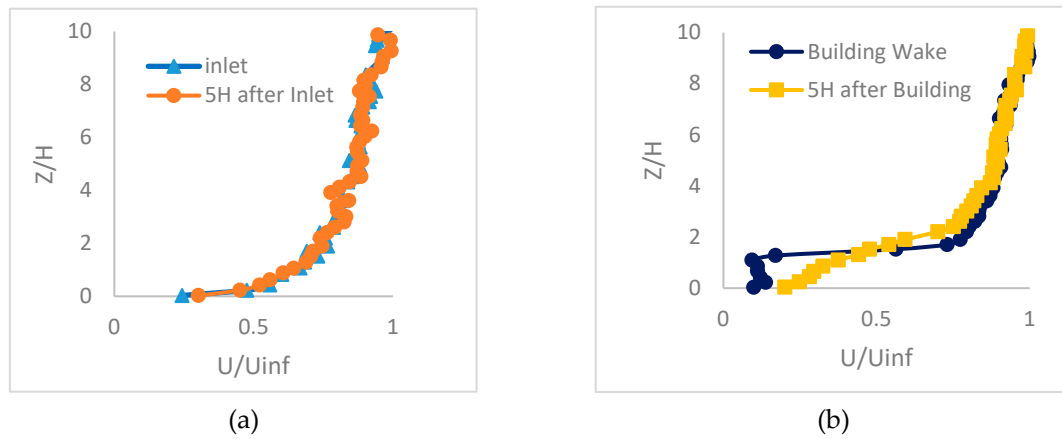 10
8
6
4
2
0
Z/H
inlet
5H after Inlet
0
0.5
1
U/Uinf
(a)
10
8
6
4
2
0
Z/H
Building Wake
5H after Building
0
0.5
1
U/Uinf
(b)